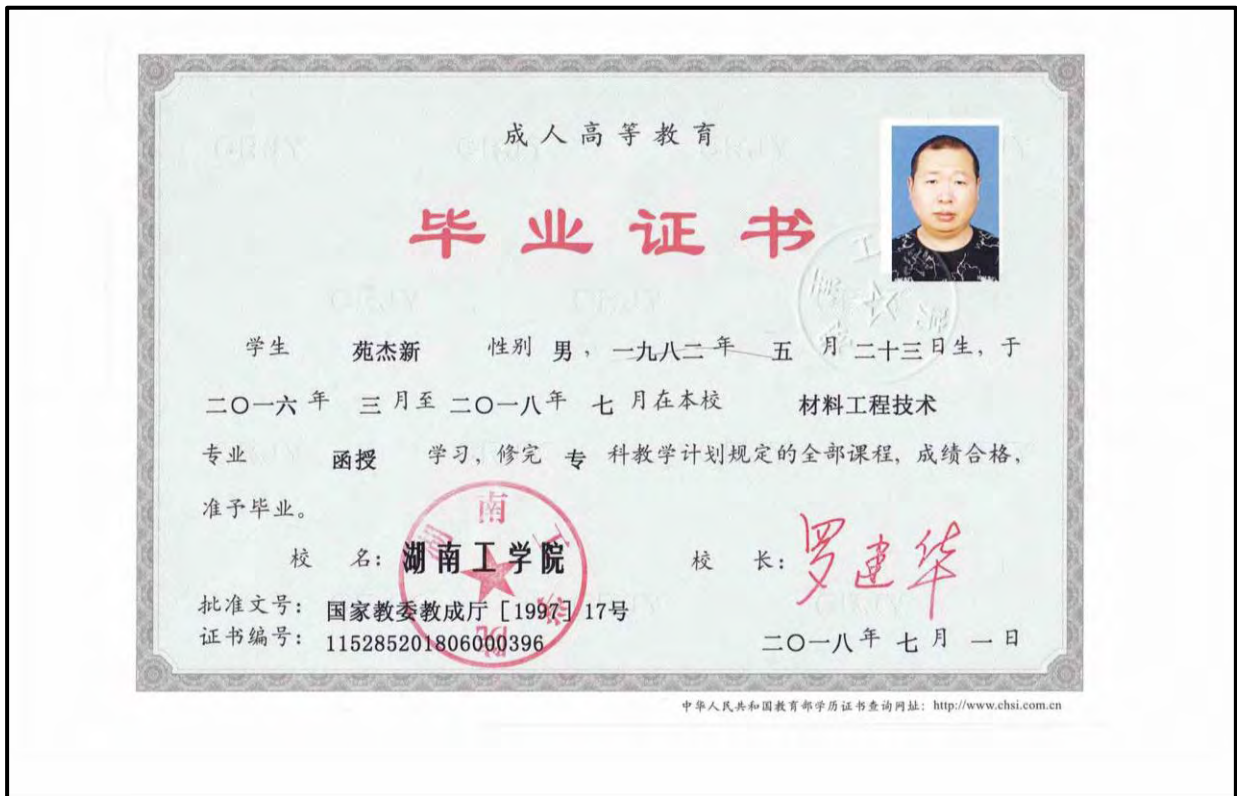 成人高等教育
毕业证书
学生 苑杰新 性别 男，一九八二年 五 月 二十三日生，于
二〇一六年 三月至二〇一八年 七 月在本校 材料工程技术
专业 函授 学习，修完 专 科教学计划规定的全部课程，成绩合格，
准予毕业。
校 名：湖南工学院 校 长：罗建华
湖南工学院
批准文号：国家教委教成厅［1997］17号
证书编号：115285201806000396 二〇一八年 七 月 一日
中华人民共和国教育部学历证书查询网址：http://www.chsi.com.cn